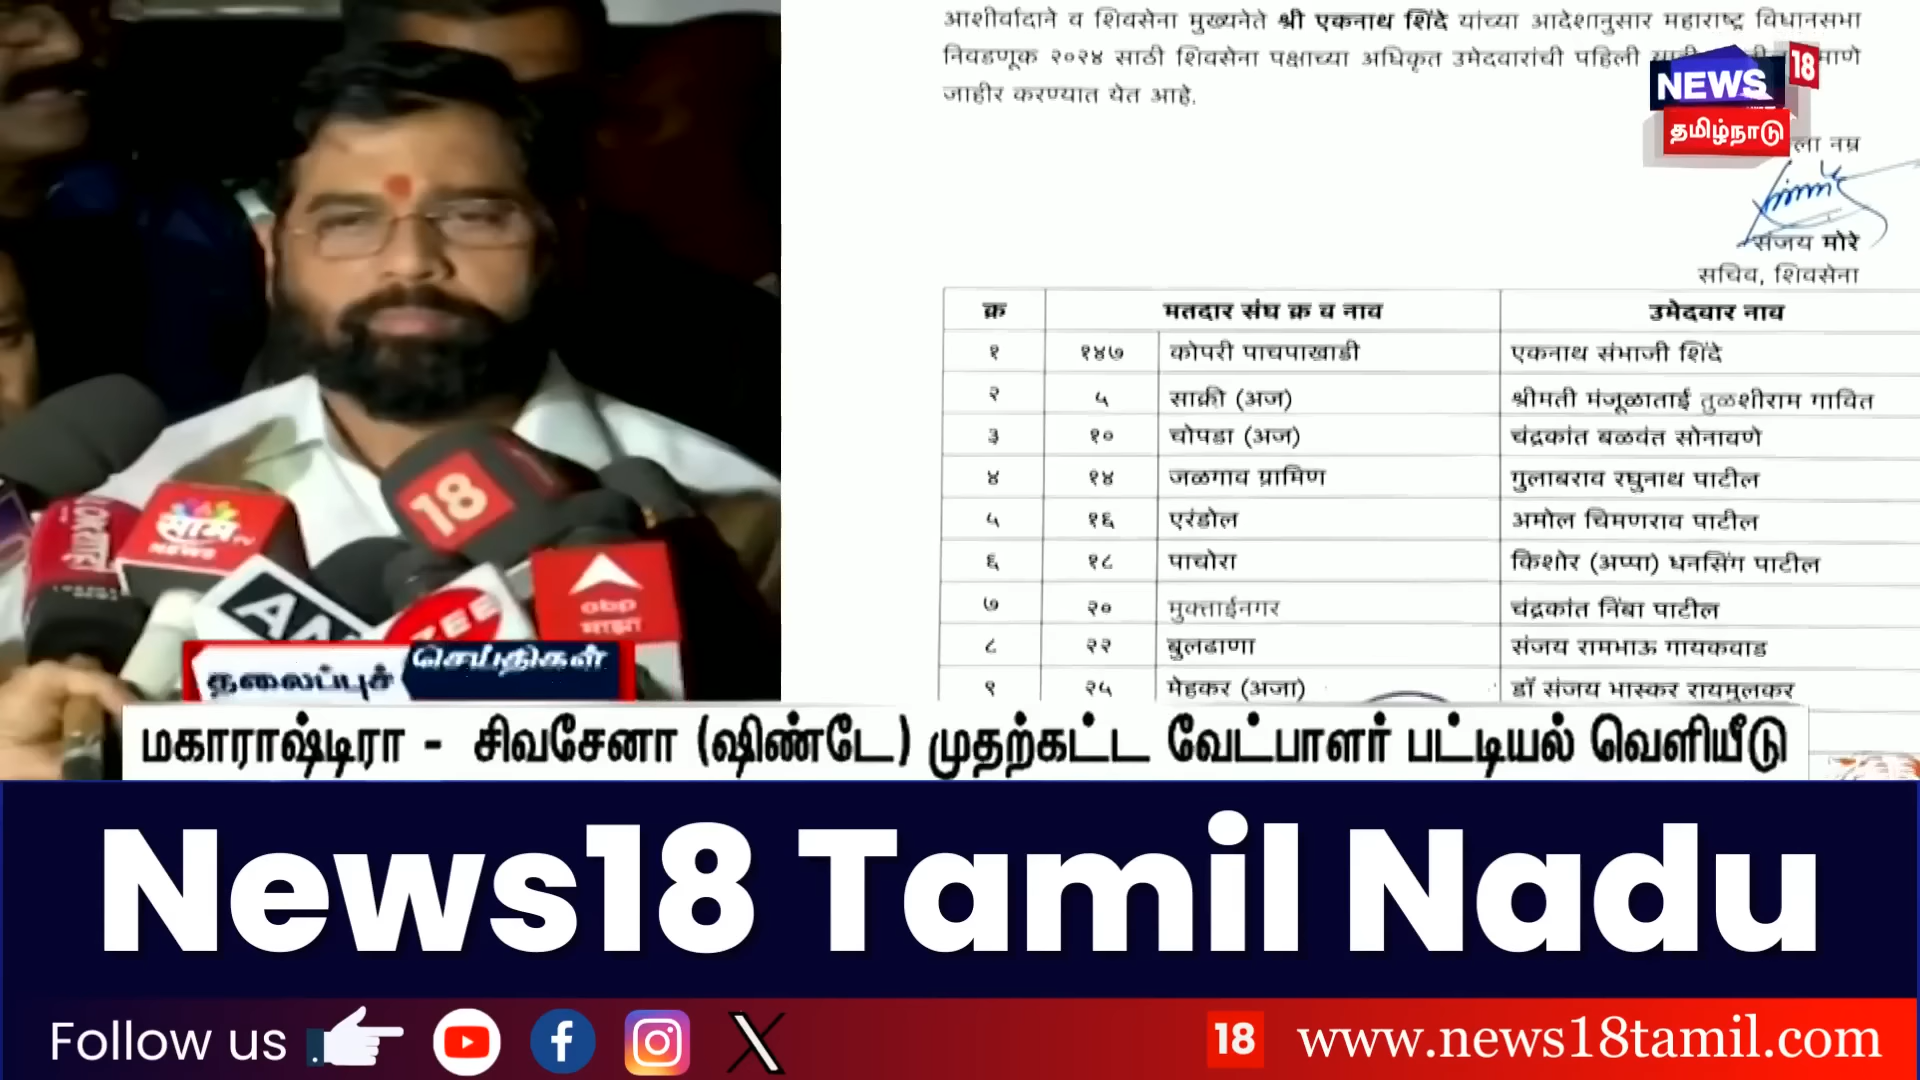 आशीर्वादाने व शिवसेना मुख्यनेते श्री एकनाथ शिंदे यांच्या आदेशानुसार महाराष्ट्र विधानसभा
निवडणूक २०२४ साठी शिवसेना पक्षाच्या अधिकृत उमेदवारांची पहिली
जाहीर करण्यात येत आहे.
NEWS 18
தமிழ்நாடு
नम्र
संजय मोरे
सचिव, शिवसेना
क्र मतदार संघ क्र व नाव उमेदवार नाव
१ १४७ कोपरी पाचपाखाडी एकनाथ संभाजी शिंदे
२ ५ साक्री (अज) श्रीमती मंजूळाताई तुळशीराम गावित
३ १० चोपडा (अज) चंद्रकांत बळवंत सोनावणे
४ १४ जळगाव ग्रामिण गुलाबराव रघुनाथ पाटील
५ १६ एरंडोल अमोल चिमणराव पाटील
६ १८ पाचोरा किशोर (अप्पा) धनसिंग पाटील
७ २० मुक्ताईनगर चंद्रकांत निंबा पाटील
८ २२ बुलढाणा संजय रामभाऊ गायकवाड
९ २५ मेहकर (अजा) डॉ संजय भास्कर रायमुलकर
18
साम TV
NEWS
ZEE
abp
माझा
தலைப்புச் செய்திகள்
மகாராஷ்டிரா - சிவசேனா (ஷிண்டே) முதற்கட்ட வேட்பாளர் பட்டியல் வெளியீடு
News18 Tamil Nadu
Follow us 18 www.news18tamil.com